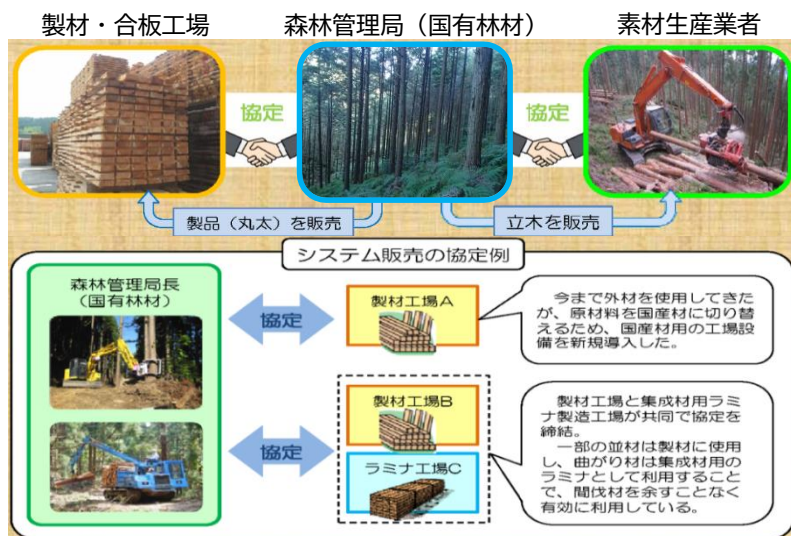 製材・合板工場
森林管理局（国有林材）
素材生産業者
協定
協定
製品（丸太）を販売
立木を販売
システム販売の協定例
森林管理局長
（国有林材）
協定
製材工場A
今まで外材を使用してきた
が、原材料を国産材に切り替
えるため、国産材用の工場設
備を新規導入した。
協定
製材工場B
ラミナ工場C
製材工場と集成材用ラミ
ナ製造工場が共同で協定を
締結。
一部の並材は製材に使用
し、曲がり材は集成材用の
ラミナとして利用すること
で、間伐材を余すことなく
有効に利用している。